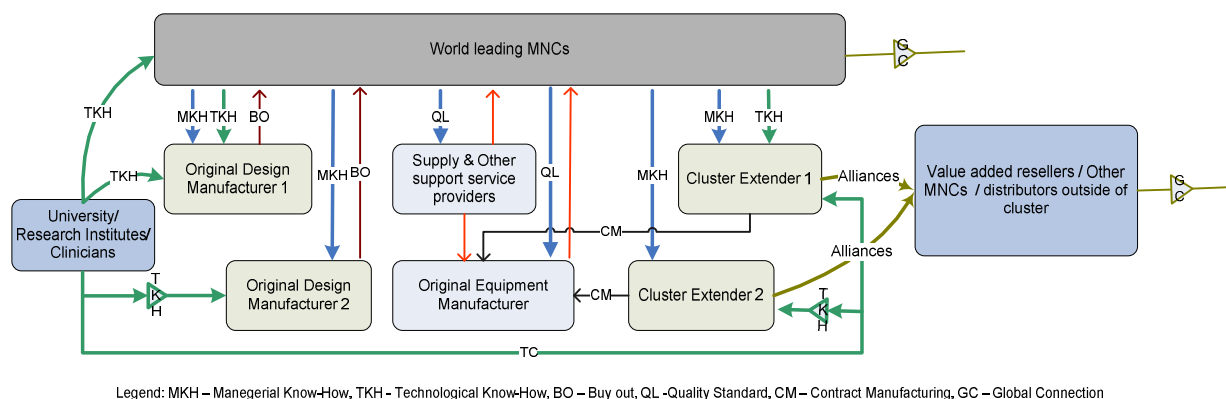 World leading MNCs
G
C
TKH
MKH
TKH
BO
MKH
BO
QL
QL
MKH
MKH
TKH
TKH
Original Design
Manufacturer 1
Supply & Other
support service
providers
Cluster Extender 1
Alliances
Value added resellers / Other
MNCs / distributors outside of
cluster
G
C
University/
Research Institutes/
Clinicians
CM
Alliances
T
K
H
Original Design
Manufacturer 2
Original Equipment
Manufacturer
CM
Cluster Extender 2
T
K
H
TC
Legend: MKH – Manegerial Know-How, TKH - Technological Know-How, BO – Buy out, QL -Quality Standard, CM – Contract Manufacturing, GC – Global Connection